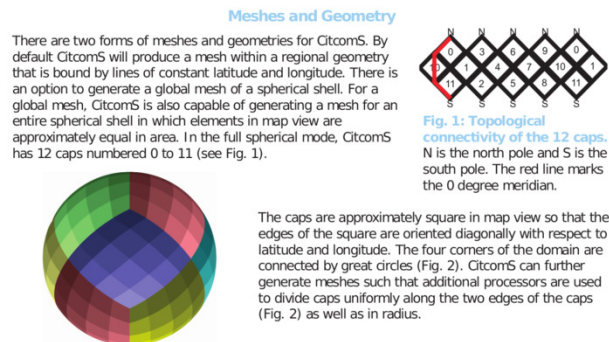 Meshes and Geometry
There are two forms of meshes and geometries for CitcomS. By
default CitcomS will produce a mesh within a regional geometry
that is bound by lines of constant latitude and longitude. There is
an option to generate a global mesh of a spherical shell. For a
global mesh, CitcomS is also capable of generating a mesh for an
entire spherical shell in which elements in map view are
approximately equal in area. In the full spherical mode, CitcomS
has 12 caps numbered 0 to 11 (see Fig. 1).
N N N N N
0 3 6 9 0
10 1 4 7 10 1
11 2 5 8 11
S S S S S
Fig. 1: Topological
connectivity of the 12 caps.
N is the north pole and S is the
south pole. The red line marks
the 0 degree meridian.
The caps are approximately square in map view so that the
edges of the square are oriented diagonally with respect to
latitude and longitude. The four corners of the domain are
connected by great circles (Fig. 2). CitcomS can further
generate meshes such that additional processors are used
to divide caps uniformly along the two edges of the caps
(Fig. 2) as well as in radius.